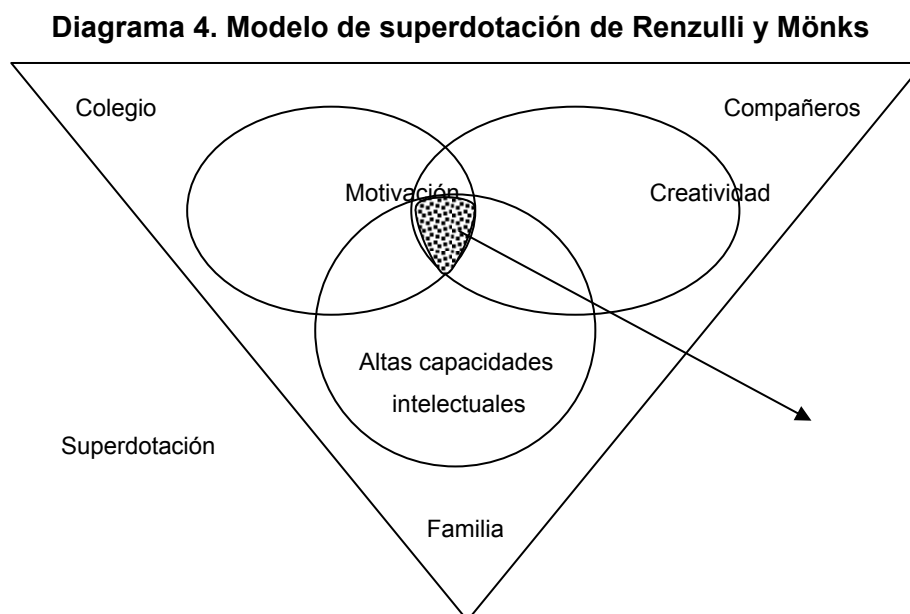 Diagrama 4. Modelo de superdotación de Renzulli y Mönks
Colegio
Compañeros
Motivación
Creatividad
Altas capacidades
intelectuales
Superdotación
Familia